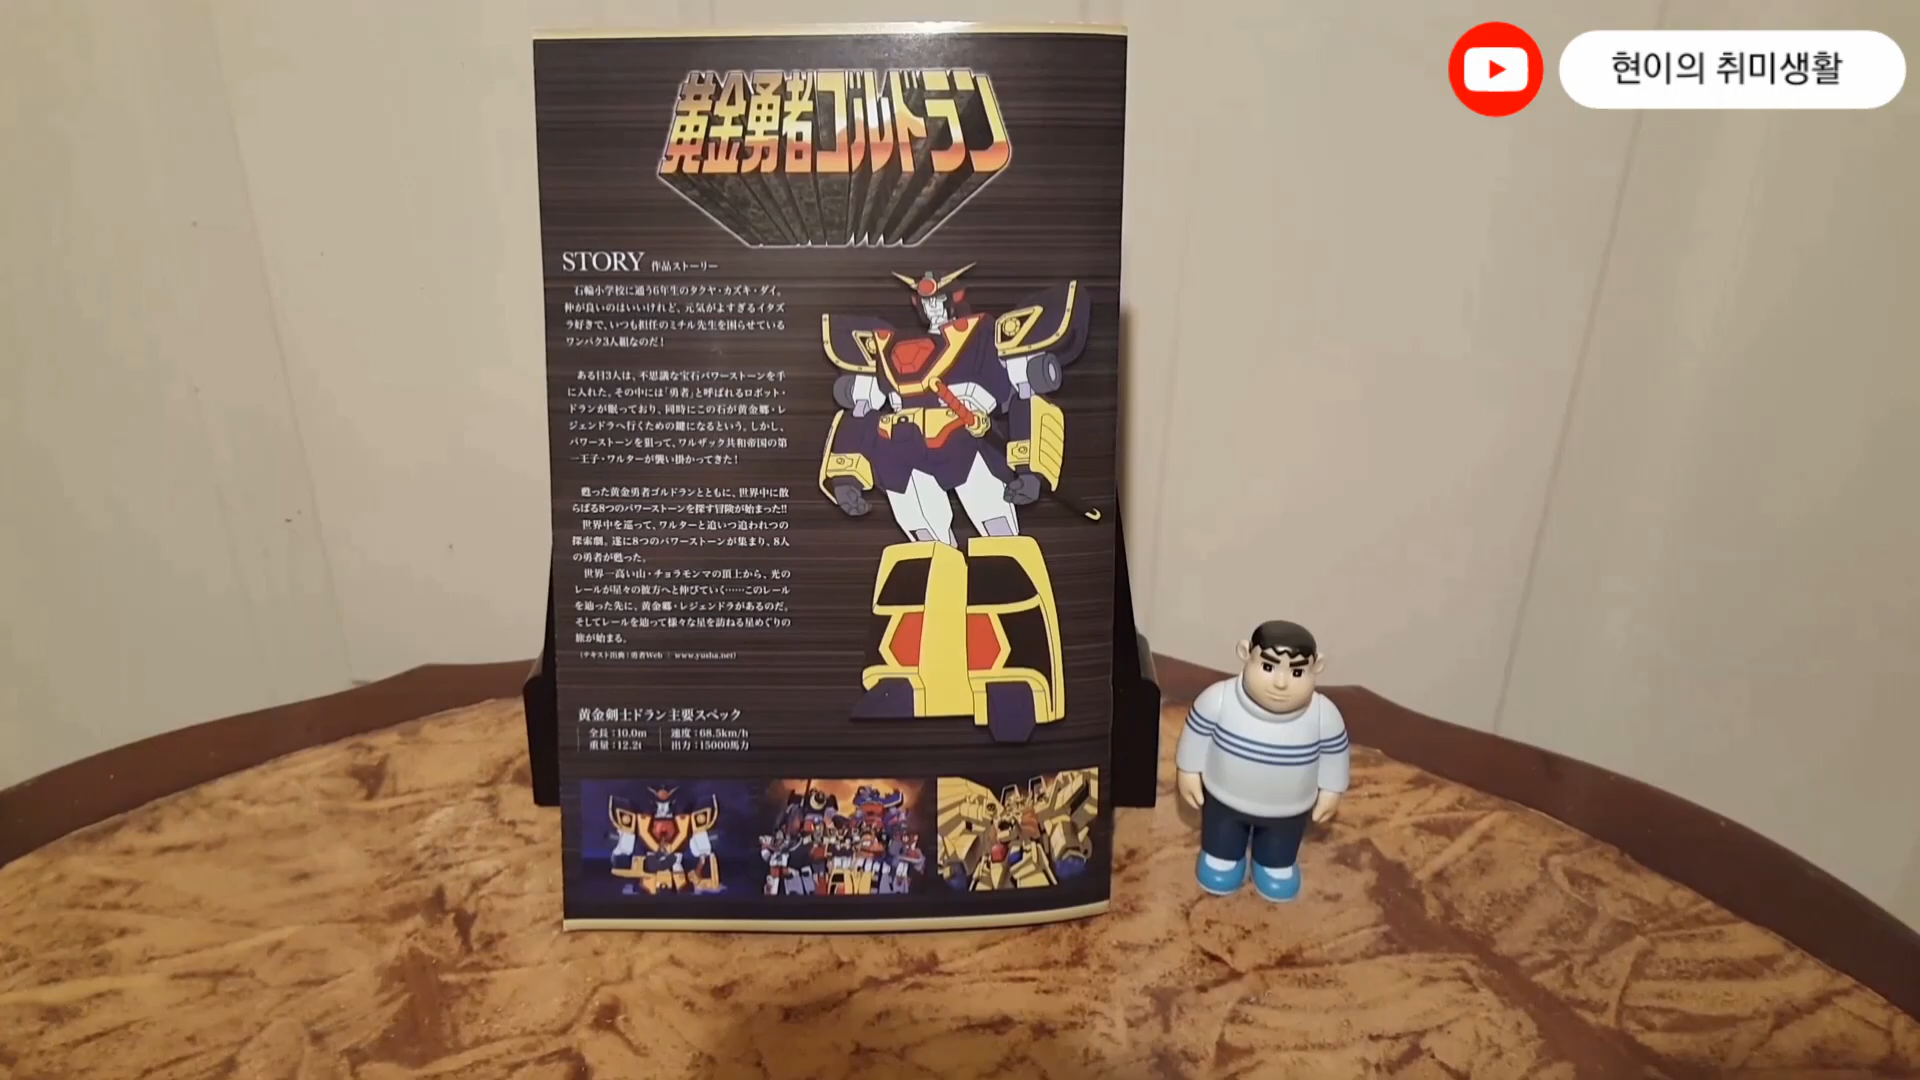 현이의 취미생활
黄金勇者ゴルドラン
STORY 作品ストーリー
石輪小学校に通う6年生のタクヤ・カズキ・ダイ。
仲が良いのはいいけれど、元気がよすぎるイタズ
ラ好きで、いつも担任のミチル先生を困らせている
ワンパク3人組なのだ！
ある日3人は、不思議な宝石パワーストーンを手
に入れた。その中には「勇者」と呼ばれるロボット・
ドランが眠っており、同時にこの石が黄金郷・レ
ジェンドラへ行くための鍵になるという。しかし、
パワーストーンを狙って、ワルザック共和帝国の第
一王子・ワルターが襲い掛かってきた！
甦った黄金勇者ゴルドランとともに、世界中に散
らばる8つのパワーストーンを探す冒険が始まった!!
世界中を巡って、ワルターと追いつ追われつの
探索劇。遂に8つのパワーストーンが集まり、8人
の勇者が甦った。
世界一高い山・チョラモンマの頂上から、光の
レールが星々の彼方へと伸びていく……このレール
を辿った先に、黄金郷・レジェンドラがあるのだ。
そしてレールを辿って様々な星を訪ねる星めぐりの
旅が始まる。
(テキスト出典：勇者Web : www.yusha.net)
黄金剣士ドラン主要スペック
全長：10.0m 速度：68.5km/h
重量：12.2t 出力：15000馬力